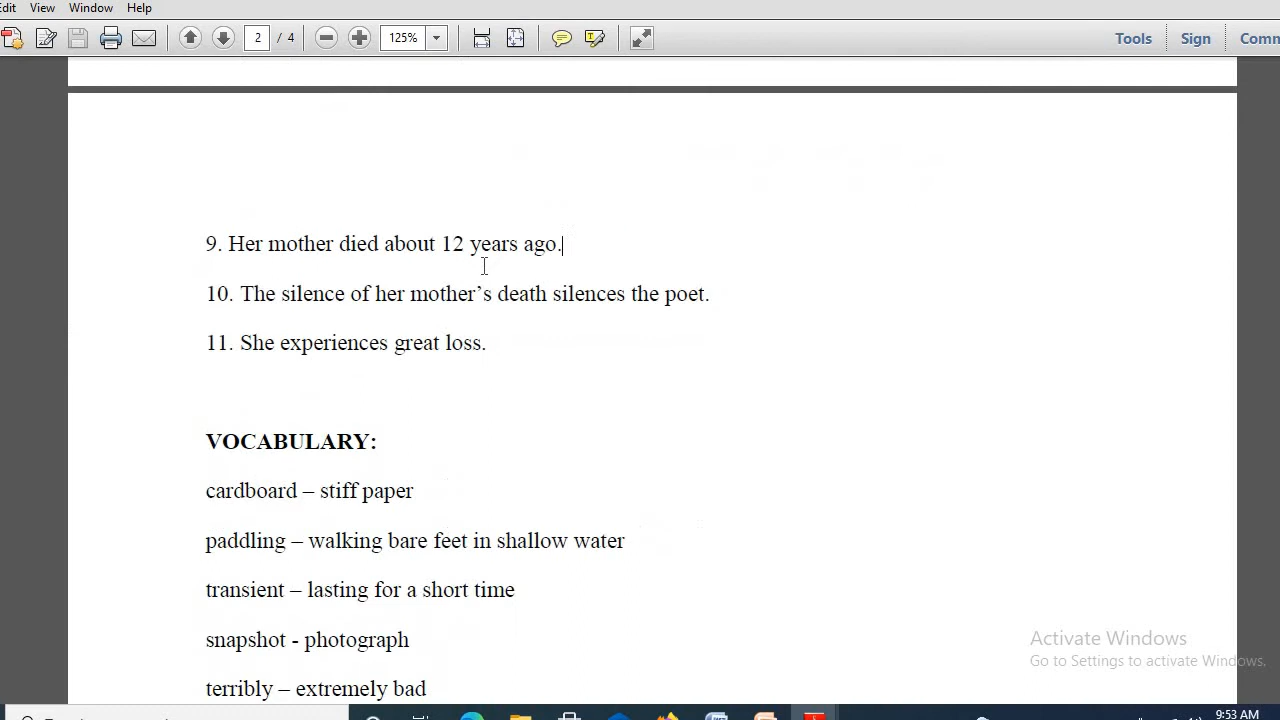 Edit View Window Help
2 / 4 125% Tools Sign Comm
9. Her mother died about 12 years ago.
10. The silence of her mother’s death silences the poet.
11. She experiences great loss.
VOCABULARY:
cardboard – stiff paper
paddling – walking bare feet in shallow water
transient – lasting for a short time
snapshot - photograph
terribly – extremely bad
Activate Windows
Go to Settings to activate Windows.
9:53 AM